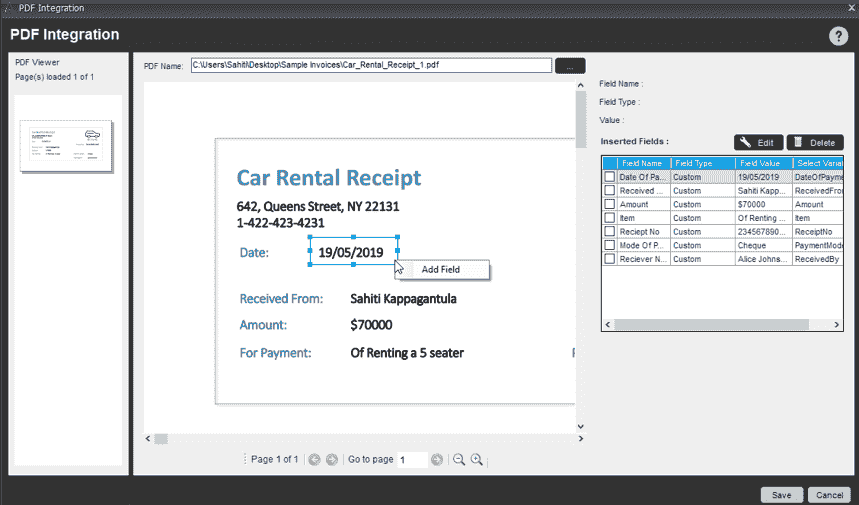 PDF Integration
PDF Integration
?
PDF Viewer
Page(s) loaded 1 of 1
PDF Name: C:\Users\Sahiti\Desktop\Sample Invoices\Car_Rental_Receipt_1.pdf ...
Car Rental Receipt
642, Queens Street, NY 22131
1-422-423-4231
Date: 19/05/2019
Add Field
Received From: Sahiti Kappagantula
Amount: $70000
For Payment: Of Renting a 5 seater
Page 1 of 1 Go to page 1
Field Name :
Field Type :
Value :
Inserted Fields : Edit Delete
Field Name Field Type Field Value Select Varia
Date Of Pa... Custom 19/05/2019 DateOfPayme
Received ... Custom Sahiti Kapp... ReceivedFro
Amount Custom $70000 Amount
Item Custom Of Renting ... Item
Reciept No Custom 234567890... ReceiptNo
Mode Of P... Custom Cheque PaymentMode
Reciever N... Custom Alice Johns... ReceivedBy
Save Cancel